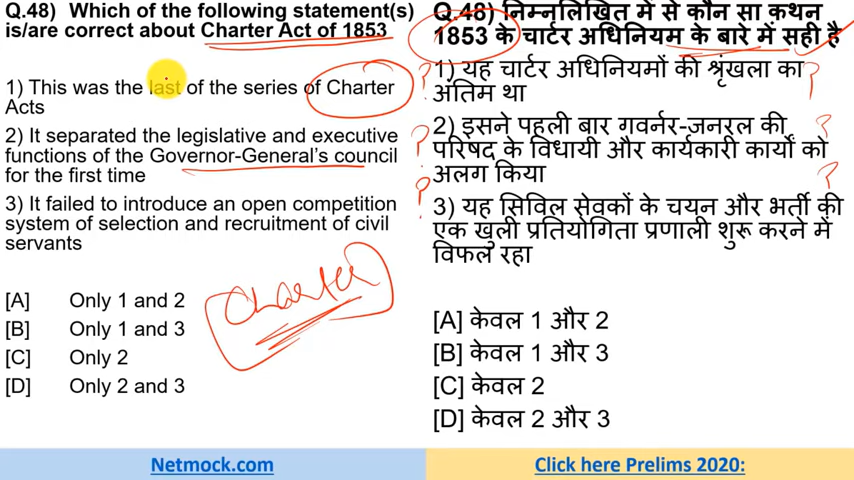 Q.48) Which of the following statement(s)
is/are correct about Charter Act of 1853
1) This was the last of the series of Charter
Acts
2) It separated the legislative and executive
functions of the Governor-General's council
for the first time
3) It failed to introduce an open competition
system of selection and recruitment of civil
servants
[A] Only 1 and 2
[B] Only 1 and 3
[C] Only 2
[D] Only 2 and 3
Charter
Q.48) निम्नलिखित में से कौन सा कथन
1853 के चार्टर अधिनियम के बारे में सही है
1) यह चार्टर अधिनियमों की श्रृंखला का
अंतिम था
2) इसने पहली बार गवर्नर-जनरल की
परिषद के विधायी और कार्यकारी कार्यों को
अलग किया
3) यह सिविल सेवकों के चयन और भर्ती की
एक खुली प्रतियोगिता प्रणाली शुरू करने में
विफल रहा
[A] केवल 1 और 2
[B] केवल 1 और 3
[C] केवल 2
[D] केवल 2 और 3
Netmock.com
Click here Prelims 2020: